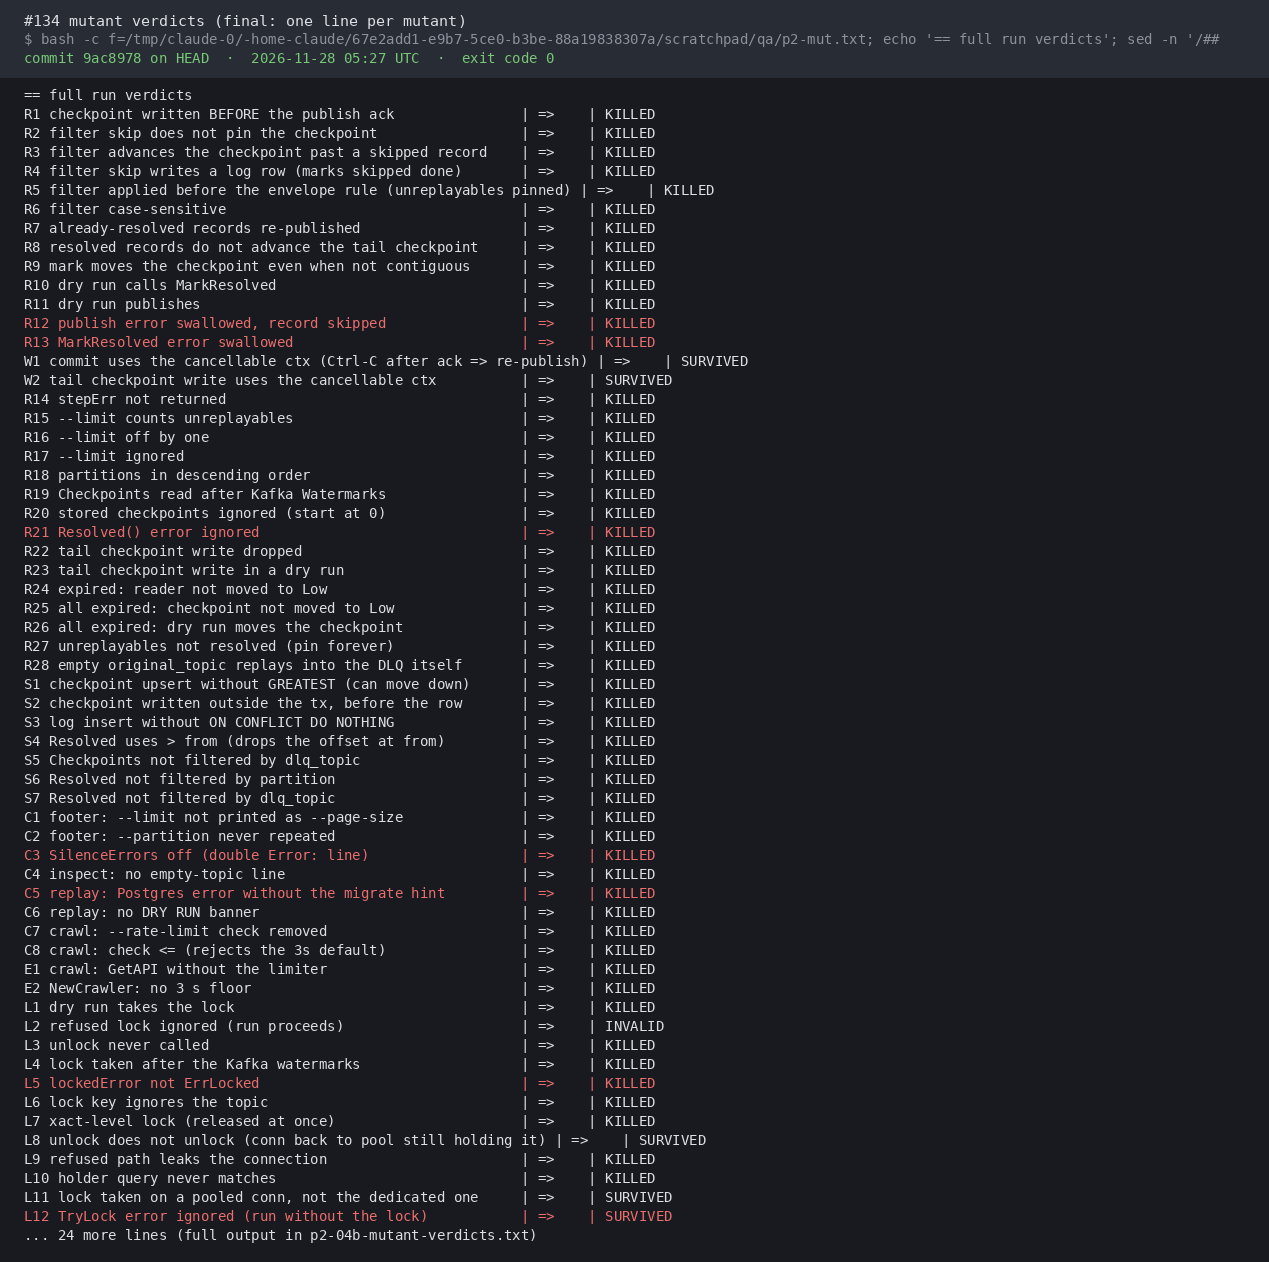 #134 mutant verdicts (final: one line per mutant)
$ bash -c f=/tmp/claude-0/-home-claude/67e2add1-e9b7-5ce0-b3be-88a19838307a/scratchpad/qa/p2-mut.txt; echo '== full run verdicts'; sed -n '/##
commit 9ac8978 on HEAD · 2026-11-28 05:27 UTC · exit code 0
== full run verdicts
R1 checkpoint written BEFORE the publish ack | => | KILLED
R2 filter skip does not pin the checkpoint | => | KILLED
R3 filter advances the checkpoint past a skipped record | => | KILLED
R4 filter skip writes a log row (marks skipped done) | => | KILLED
R5 filter applied before the envelope rule (unreplayables pinned) | => | KILLED
R6 filter case-sensitive | => | KILLED
R7 already-resolved records re-published | => | KILLED
R8 resolved records do not advance the tail checkpoint | => | KILLED
R9 mark moves the checkpoint even when not contiguous | => | KILLED
R10 dry run calls MarkResolved | => | KILLED
R11 dry run publishes | => | KILLED
R12 publish error swallowed, record skipped | => | KILLED
R13 MarkResolved error swallowed | => | KILLED
W1 commit uses the cancellable ctx (Ctrl-C after ack => re-publish) | => | SURVIVED
W2 tail checkpoint write uses the cancellable ctx | => | SURVIVED
R14 stepErr not returned | => | KILLED
R15 --limit counts unreplayables | => | KILLED
R16 --limit off by one | => | KILLED
R17 --limit ignored | => | KILLED
R18 partitions in descending order | => | KILLED
R19 Checkpoints read after Kafka Watermarks | => | KILLED
R20 stored checkpoints ignored (start at 0) | => | KILLED
R21 Resolved() error ignored | => | KILLED
R22 tail checkpoint write dropped | => | KILLED
R23 tail checkpoint write in a dry run | => | KILLED
R24 expired: reader not moved to Low | => | KILLED
R25 all expired: checkpoint not moved to Low | => | KILLED
R26 all expired: dry run moves the checkpoint | => | KILLED
R27 unreplayables not resolved (pin forever) | => | KILLED
R28 empty original_topic replays into the DLQ itself | => | KILLED
S1 checkpoint upsert without GREATEST (can move down) | => | KILLED
S2 checkpoint written outside the tx, before the row | => | KILLED
S3 log insert without ON CONFLICT DO NOTHING | => | KILLED
S4 Resolved uses > from (drops the offset at from) | => | KILLED
S5 Checkpoints not filtered by dlq_topic | => | KILLED
S6 Resolved not filtered by partition | => | KILLED
S7 Resolved not filtered by dlq_topic | => | KILLED
C1 footer: --limit not printed as --page-size | => | KILLED
C2 footer: --partition never repeated | => | KILLED
C3 SilenceErrors off (double Error: line) | => | KILLED
C4 inspect: no empty-topic line | => | KILLED
C5 replay: Postgres error without the migrate hint | => | KILLED
C6 replay: no DRY RUN banner | => | KILLED
C7 crawl: --rate-limit check removed | => | KILLED
C8 crawl: check <= (rejects the 3s default) | => | KILLED
E1 crawl: GetAPI without the limiter | => | KILLED
E2 NewCrawler: no 3 s floor | => | KILLED
L1 dry run takes the lock | => | KILLED
L2 refused lock ignored (run proceeds) | => | INVALID
L3 unlock never called | => | KILLED
L4 lock taken after the Kafka watermarks | => | KILLED
L5 lockedError not ErrLocked | => | KILLED
L6 lock key ignores the topic | => | KILLED
L7 xact-level lock (released at once) | => | KILLED
L8 unlock does not unlock (conn back to pool still holding it) | => | SURVIVED
L9 refused path leaks the connection | => | KILLED
L10 holder query never matches | => | KILLED
L11 lock taken on a pooled conn, not the dedicated one | => | SURVIVED
L12 TryLock error ignored (run without the lock) | => | SURVIVED
... 24 more lines (full output in p2-04b-mutant-verdicts.txt)